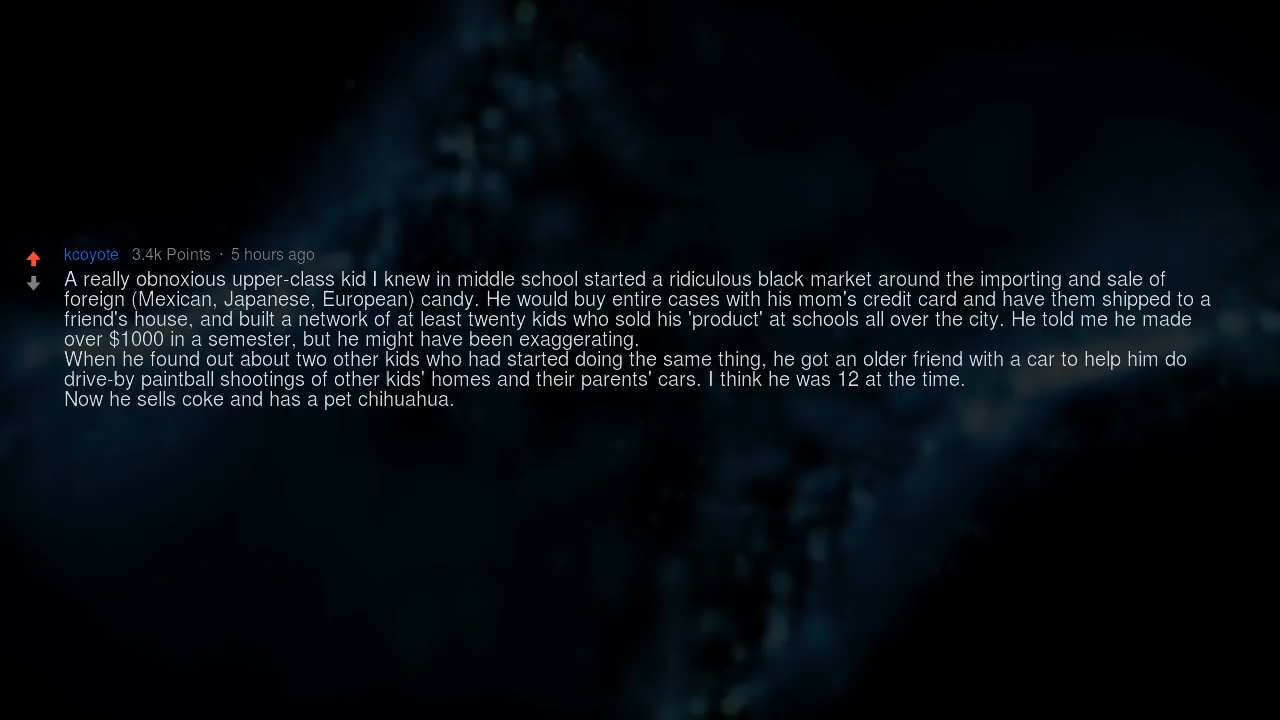 kcoyote 3.4k Points · 5 hours ago
A really obnoxious upper-class kid I knew in middle school started a ridiculous black market around the importing and sale of
foreign (Mexican, Japanese, European) candy. He would buy entire cases with his mom's credit card and have them shipped to a
friend's house, and built a network of at least twenty kids who sold his 'product' at schools all over the city. He told me he made
over $1000 in a semester, but he might have been exaggerating.
When he found out about two other kids who had started doing the same thing, he got an older friend with a car to help him do
drive-by paintball shootings of other kids' homes and their parents' cars. I think he was 12 at the time.
Now he sells coke and has a pet chihuahua.